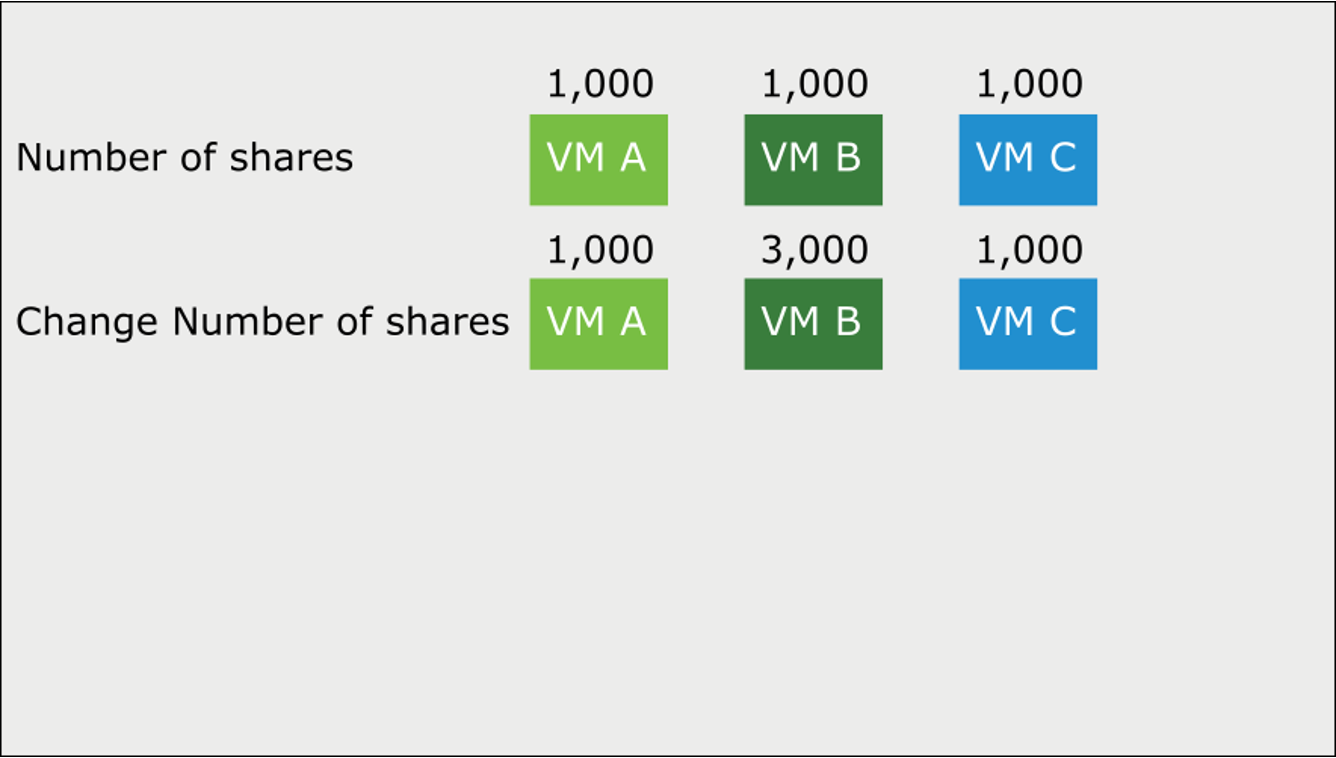 1,000 1,000 1,000
Number of shares VM A VM B VM C
1,000 3,000 1,000
Change Number of shares VM A VM B VM C